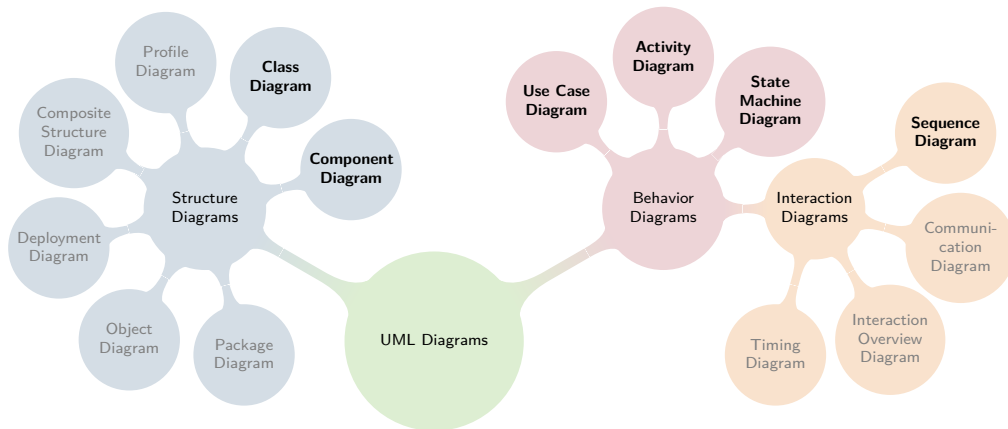 Profile
Diagram
Class
Diagram
Composite
Structure
Diagram
Component
Diagram
Structure
Diagrams
Deployment
Diagram
Object
Diagram
Package
Diagram
UML Diagrams
Use Case
Diagram
Activity
Diagram
State
Machine
Diagram
Behavior
Diagrams
Interaction
Diagrams
Sequence
Diagram
Communi-
cation
Diagram
Interaction
Overview
Diagram
Timing
Diagram